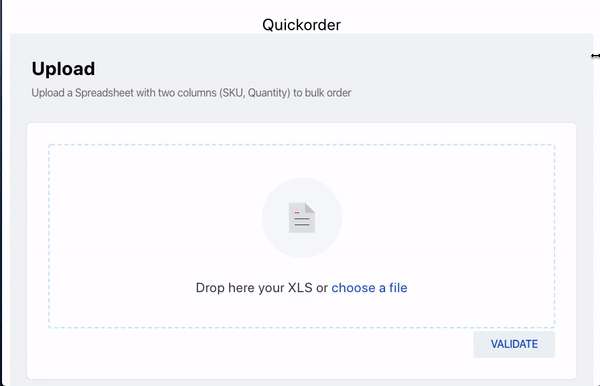 Quickorder
Upload
Upload a Spreadsheet with two columns (SKU, Quantity) to bulk order
Drop here your XLS or choose a file
VALIDATE